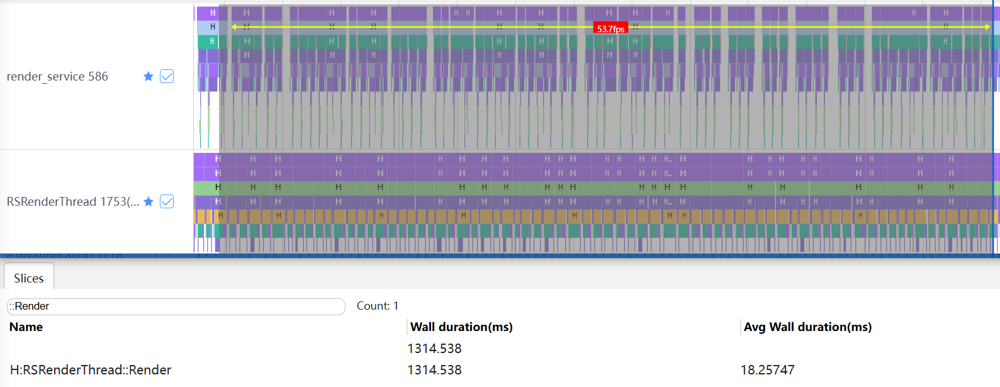 H H H H H H H H H H H H
H H H H H H H H
53.7fps
H H H H H H H H H
H H H H H H H
render_service 586
H H H H H H H H H H H H H H H H H H H H H H H H H H H
H H H H H H H H H H H H H H H H H H H H H H H H H H H
H H H H H H H H H H H H H H H H H H H H H
RSRenderThread 1753(...
H H H H H H H H H H H H H H H H H H H H H H H H H H
H H H H H H H H
Slices
::Render
Count: 1
Name Wall duration(ms) Avg Wall duration(ms)
1314.538
H:RSRenderThread::Render 1314.538 18.25747